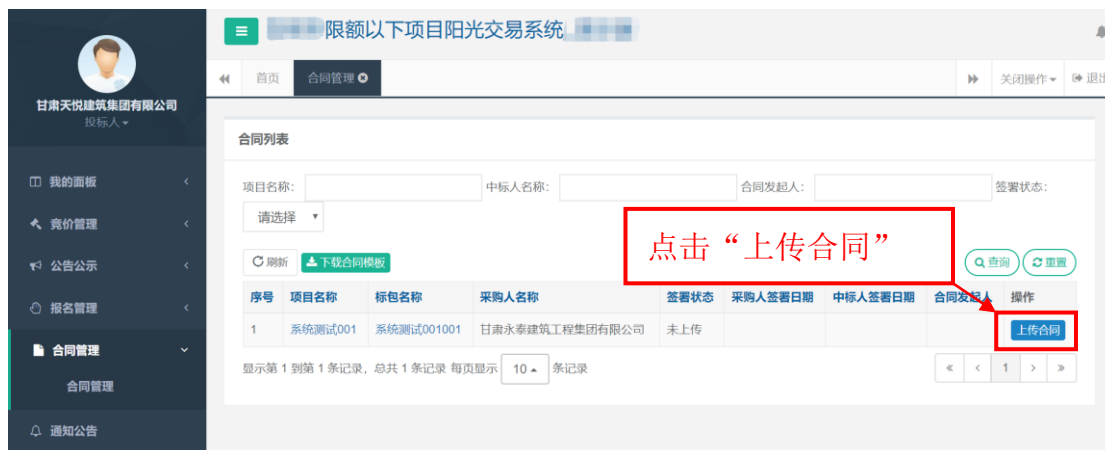 限额以下项目阳光交易系统
首页 合同管理 关闭操作
甘肃天悦建筑集团有限公司
投标人
我的面板
竞价管理
公告公示
报名管理
合同管理
合同管理
通知公告
合同列表
项目名称: 中标人名称: 合同发起人: 签署状态:
请选择
点击“上传合同”
刷新 下载合同模板 查询 重置
序号 项目名称 标包名称 采购人名称 签署状态 采购人签署日期 中标人签署日期 合同发起人 操作
1 系统测试001 系统测试001001 甘肃永泰建筑工程集团有限公司 未上传 上传合同
显示第 1 到第 1 条记录, 总共 1 条记录 每页显示 10 条记录 « < 1 > »